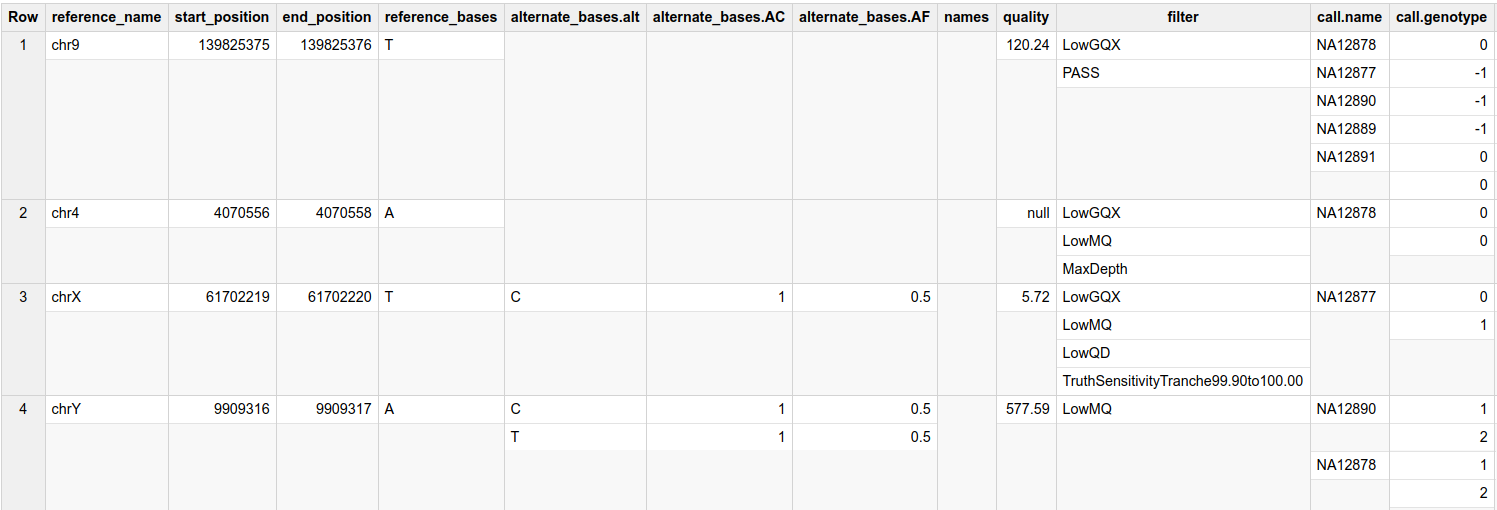 Row reference_name start_position end_position reference_bases alternate_bases.alt alternate_bases.AC alternate_bases.AF names quality filter call.name call.genotype
1 chr9 139825375 139825376 T 120.24 LowGQX NA12878 0
PASS NA12877 -1
NA12890 -1
NA12889 -1
NA12891 0
0
2 chr4 4070556 4070558 A null LowGQX NA12878 0
LowMQ 0
MaxDepth
3 chrX 61702219 61702220 T C 1 0.5 5.72 LowGQX NA12877 0
LowMQ 1
LowQD
TruthSensitivityTranche99.90to100.00
4 chrY 9909316 9909317 A C 1 0.5 577.59 LowMQ NA12890 1
T 1 0.5 2
NA12878 1
2